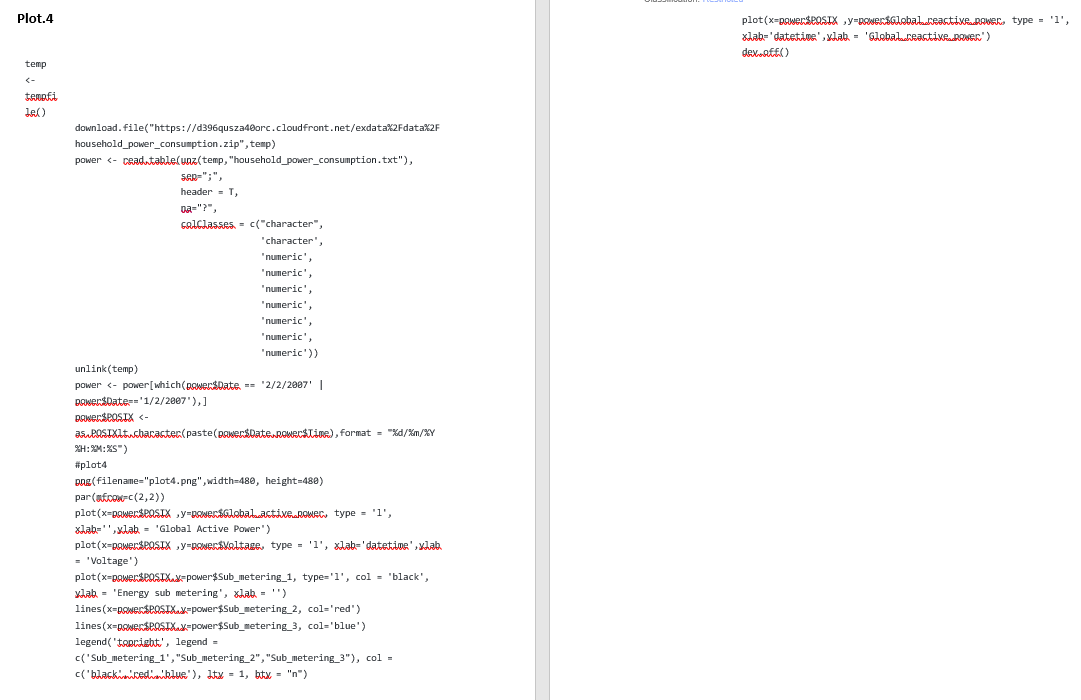 Plot.4
temp
<-
tempfi
le()
download.file("https://d396qusza40orc.cloudfront.net/exdata%2Fdata%2F
household_power_consumption.zip",temp)
power <- read.table(unz(temp,"household_power_consumption.txt"),
sep=";",
header = T,
na="?",
colClasses = c("character",
'character',
'numeric',
'numeric',
'numeric',
'numeric',
'numeric',
'numeric',
'numeric'))
unlink(temp)
power <- power[which(power$Date == '2/2/2007' |
power$Date=='1/2/2007'),]
power$POSIX <-
as.POSIXlt.character(paste(power$Date,power$Time),format = "%d/%m/%Y
%H:%M:%S")
#plot4
png(filename="plot4.png",width=480, height=480)
par(mfrow=c(2,2))
plot(x=power$POSIX ,y=power$Global_active_power, type = 'l',
xlab='',ylab = 'Global Active Power')
plot(x=power$POSIX ,y=power$Voltage, type = 'l', xlab='datetime',ylab
= 'Voltage')
plot(x=power$POSIX,y=power$Sub_metering_1, type='l', col = 'black',
ylab = 'Energy sub metering', xlab = '')
lines(x=power$POSIX,y=power$Sub_metering_2, col='red')
lines(x=power$POSIX,y=power$Sub_metering_3, col='blue')
legend('topright', legend =
c('Sub_metering_1',"Sub_metering_2","Sub_metering_3"), col =
c('black','red','blue'), lty = 1, bty = "n")
Classification: Restricted
plot(x=power$POSIX ,y=power$Global_reactive_power, type = 'l',
xlab='datetime',ylab = 'Global_reactive_power')
dev.off()